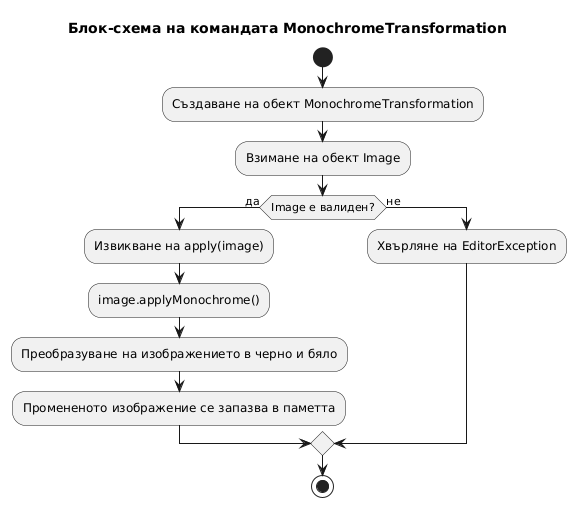 Блок-схема на командата MonochromeTransformation
Създаване на обект MonochromeTransformation
Взимане на обект Image
да
Image е валиден?
не
Извикване на apply(image)
Хвърляне на EditorException
image.applyMonochrome()
Преобразуване на изображението в черно и бяло
Промененото изображение се запазва в паметта